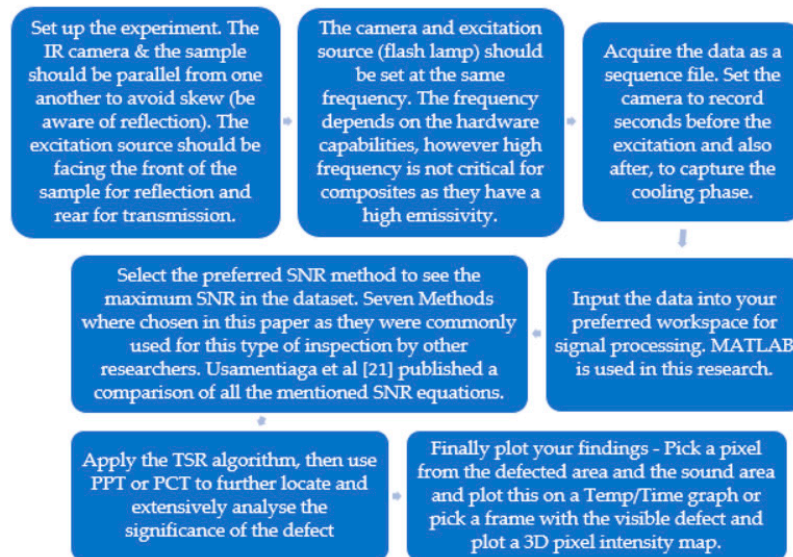 Set up the experiment. The
IR camera & the sample
should be parallel from one
another to avoid skew (be
aware of reflection). The
excitation source should be
facing the front of the
sample for reflection and
rear for transmission.
The camera and excitation
source (flash lamp) should
be set at the same
frequency. The frequency
depends on the hardware
capabilities, however high
frequency is not critical for
composites as they have a
high emissivity.
Acquire the data as a
sequence file. Set the
camera to record
seconds before the
excitation and also
after, to capture the
cooling phase.
Input the data into your
preferred workspace for
signal processing. MATLAB
is used in this research.
Select the preferred SNR method to see the
maximum SNR in the dataset. Seven Methods
where chosen in this paper as they were commonly
used for this type of inspection by other
researchers. Usamentiaga et al [21] published a
comparison of all the mentioned SNR equations.
Apply the TSR algorithm, then use
PPT or PCT to further locate and
extensively analyse the
significance of the defect
Finally plot your findings - Pick a pixel
from the defected area and the sound area
and plot this on a Temp/Time graph or
pick a frame with the visible defect and
plot a 3D pixel intensity map.